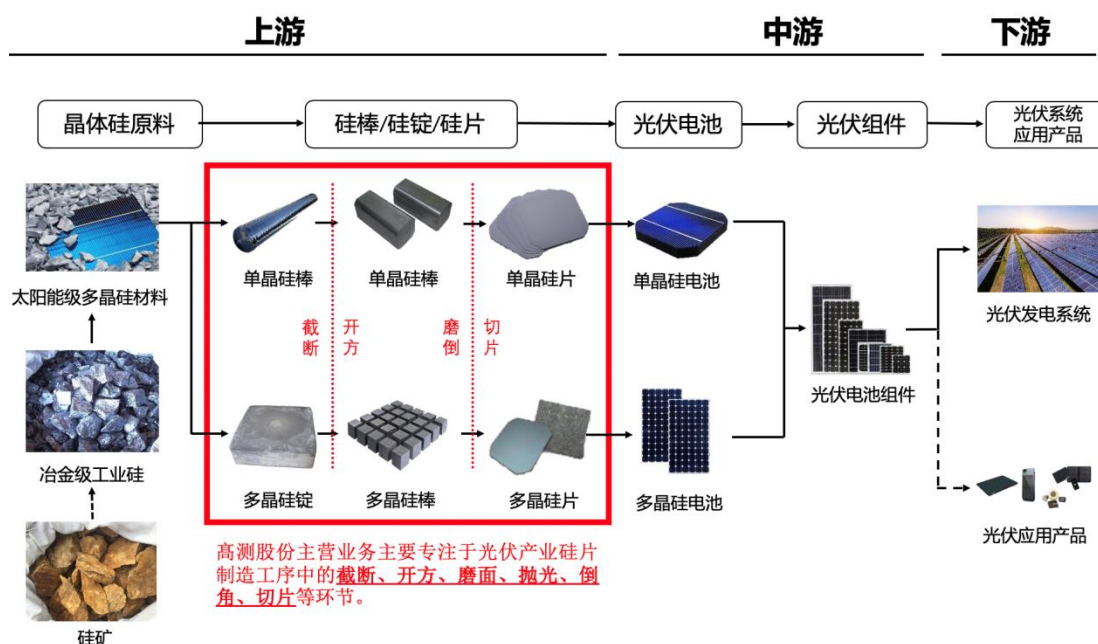 上游
中游
下游
晶体硅原料
硅棒/硅锭/硅片
光伏电池
光伏组件
光伏系统
应用产品
太阳能级多晶硅材料
单晶硅棒
单晶硅棒
单晶硅片
单晶硅电池
光伏发电系统
截断
开方
磨倒
切片
冶金级工业硅
多晶硅锭
多晶硅棒
多晶硅片
多晶硅电池
光伏电池组件
光伏应用产品
硅矿
高测股份主营业务主要专注于光伏产业硅片
制造工序中的截断、开方、磨面、抛光、倒
角、切片等环节。